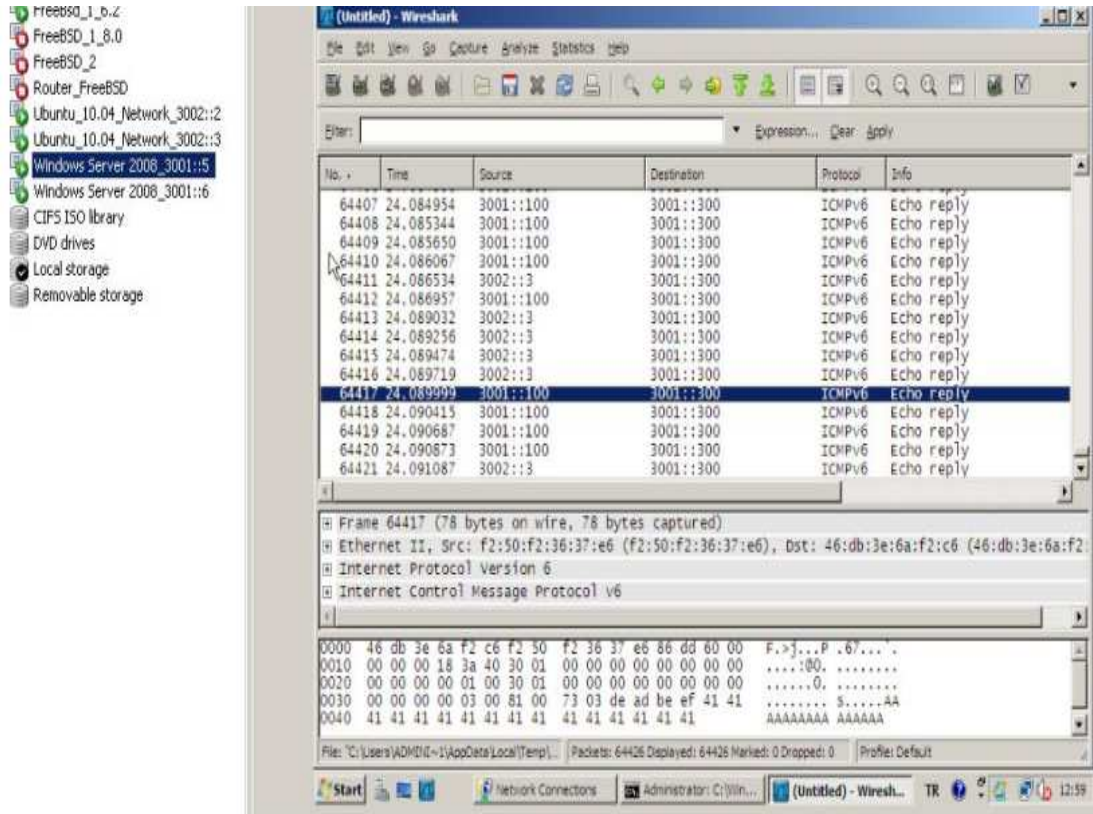 FreeBSD_1_6.2
FreeBSD_1_8.0
FreeBSD_2
Router_FreeBSD
Ubuntu_10.04_Network_3002::2
Ubuntu_10.04_Network_3002::3
Windows Server 2008_3001::5
Windows Server 2008_3001::6
CIFS ISO library
DVD drives
Local storage
Removable storage
(Untitled) - Wireshark
File Edit View Go Capture Analyze Statistics Help
Filter: Expression... Clear Apply
No. Time Source Destination Protocol Info
64407 24.084954 3001::100 3001::300 ICMPv6 Echo reply
64408 24.085344 3001::100 3001::300 ICMPv6 Echo reply
64409 24.085650 3001::100 3001::300 ICMPv6 Echo reply
64410 24.086067 3001::100 3001::300 ICMPv6 Echo reply
64411 24.086534 3002::3 3001::300 ICMPv6 Echo reply
64412 24.086957 3001::100 3001::300 ICMPv6 Echo reply
64413 24.089032 3002::3 3001::300 ICMPv6 Echo reply
64414 24.089256 3002::3 3001::300 ICMPv6 Echo reply
64415 24.089474 3002::3 3001::300 ICMPv6 Echo reply
64416 24.089719 3002::3 3001::300 ICMPv6 Echo reply
64417 24.089999 3001::100 3001::300 ICMPv6 Echo reply
64418 24.090415 3001::100 3001::300 ICMPv6 Echo reply
64419 24.090687 3001::100 3001::300 ICMPv6 Echo reply
64420 24.090873 3001::100 3001::300 ICMPv6 Echo reply
64421 24.091087 3002::3 3001::300 ICMPv6 Echo reply
Frame 64417 (78 bytes on wire, 78 bytes captured)
Ethernet II, Src: f2:50:f2:36:37:e6 (f2:50:f2:36:37:e6), Dst: 46:db:3e:6a:f2:c6 (46:db:3e:6a:f2:
Internet Protocol Version 6
Internet Control Message Protocol v6
0000 46 db 3e 6a f2 c6 f2 50 f2 36 37 e6 86 dd 60 00 F.>j...P .67...`.
0010 00 00 00 18 3a 40 30 01 00 00 00 00 00 00 00 00 ....:@0. ........
0020 00 00 00 00 01 00 30 01 00 00 00 00 00 00 00 00 ......0. ........
0030 00 00 00 00 03 00 81 00 73 03 de ad be ef 41 41 ........ s.....AA
0040 41 41 41 41 41 41 41 41 41 41 41 41 41 41 AAAAAAAA AAAAAA
File: "C:\Users\ADMINI~1\AppData\Local\Temp\... Packets: 64426 Displayed: 64426 Marked: 0 Dropped: 0 Profile: Default
Start Network Connections Administrator: C:\Win... (Untitled) - Wiresh... TR 12:59